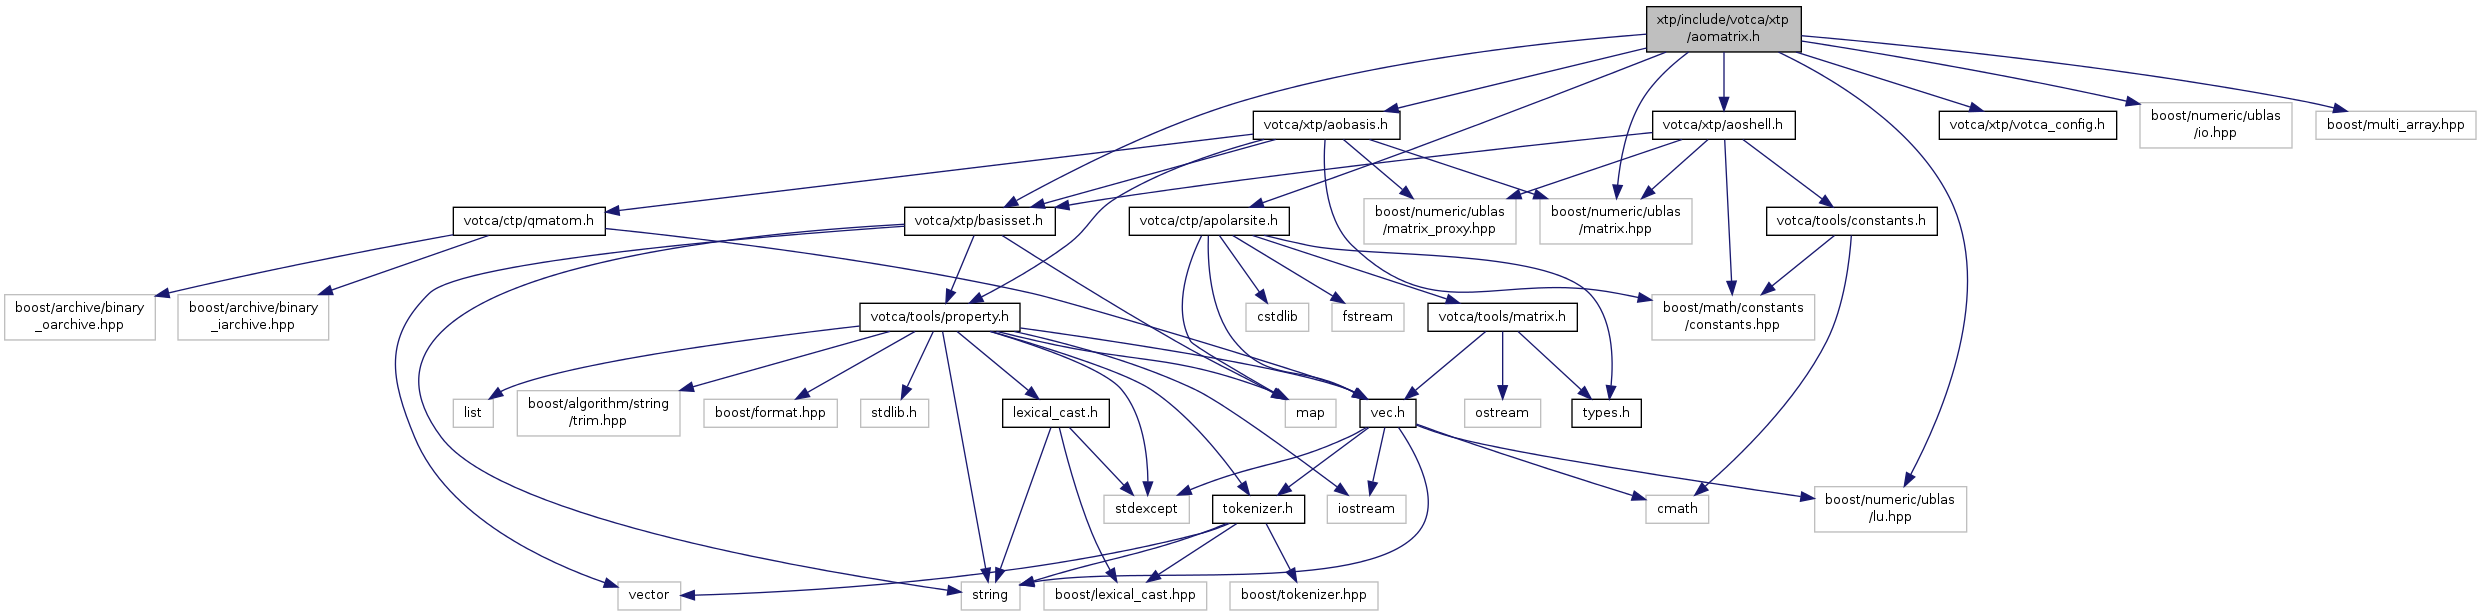 xtp/include/votca/xtp
/aomatrix.h
votca/xtp/aobasis.h
votca/xtp/aoshell.h
votca/xtp/votca_config.h
boost/numeric/ublas
/io.hpp
boost/multi_array.hpp
votca/ctp/qmatom.h
votca/xtp/basisset.h
votca/ctp/apolarsite.h
boost/numeric/ublas
/matrix_proxy.hpp
boost/numeric/ublas
/matrix.hpp
votca/tools/constants.h
boost/archive/binary
_oarchive.hpp
boost/archive/binary
_iarchive.hpp
votca/tools/property.h
cstdlib
fstream
votca/tools/matrix.h
boost/math/constants
/constants.hpp
list
boost/algorithm/string
/trim.hpp
boost/format.hpp
stdlib.h
lexical_cast.h
map
vec.h
ostream
types.h
stdexcept
tokenizer.h
iostream
cmath
boost/numeric/ublas
/lu.hpp
vector
string
boost/lexical_cast.hpp
boost/tokenizer.hpp